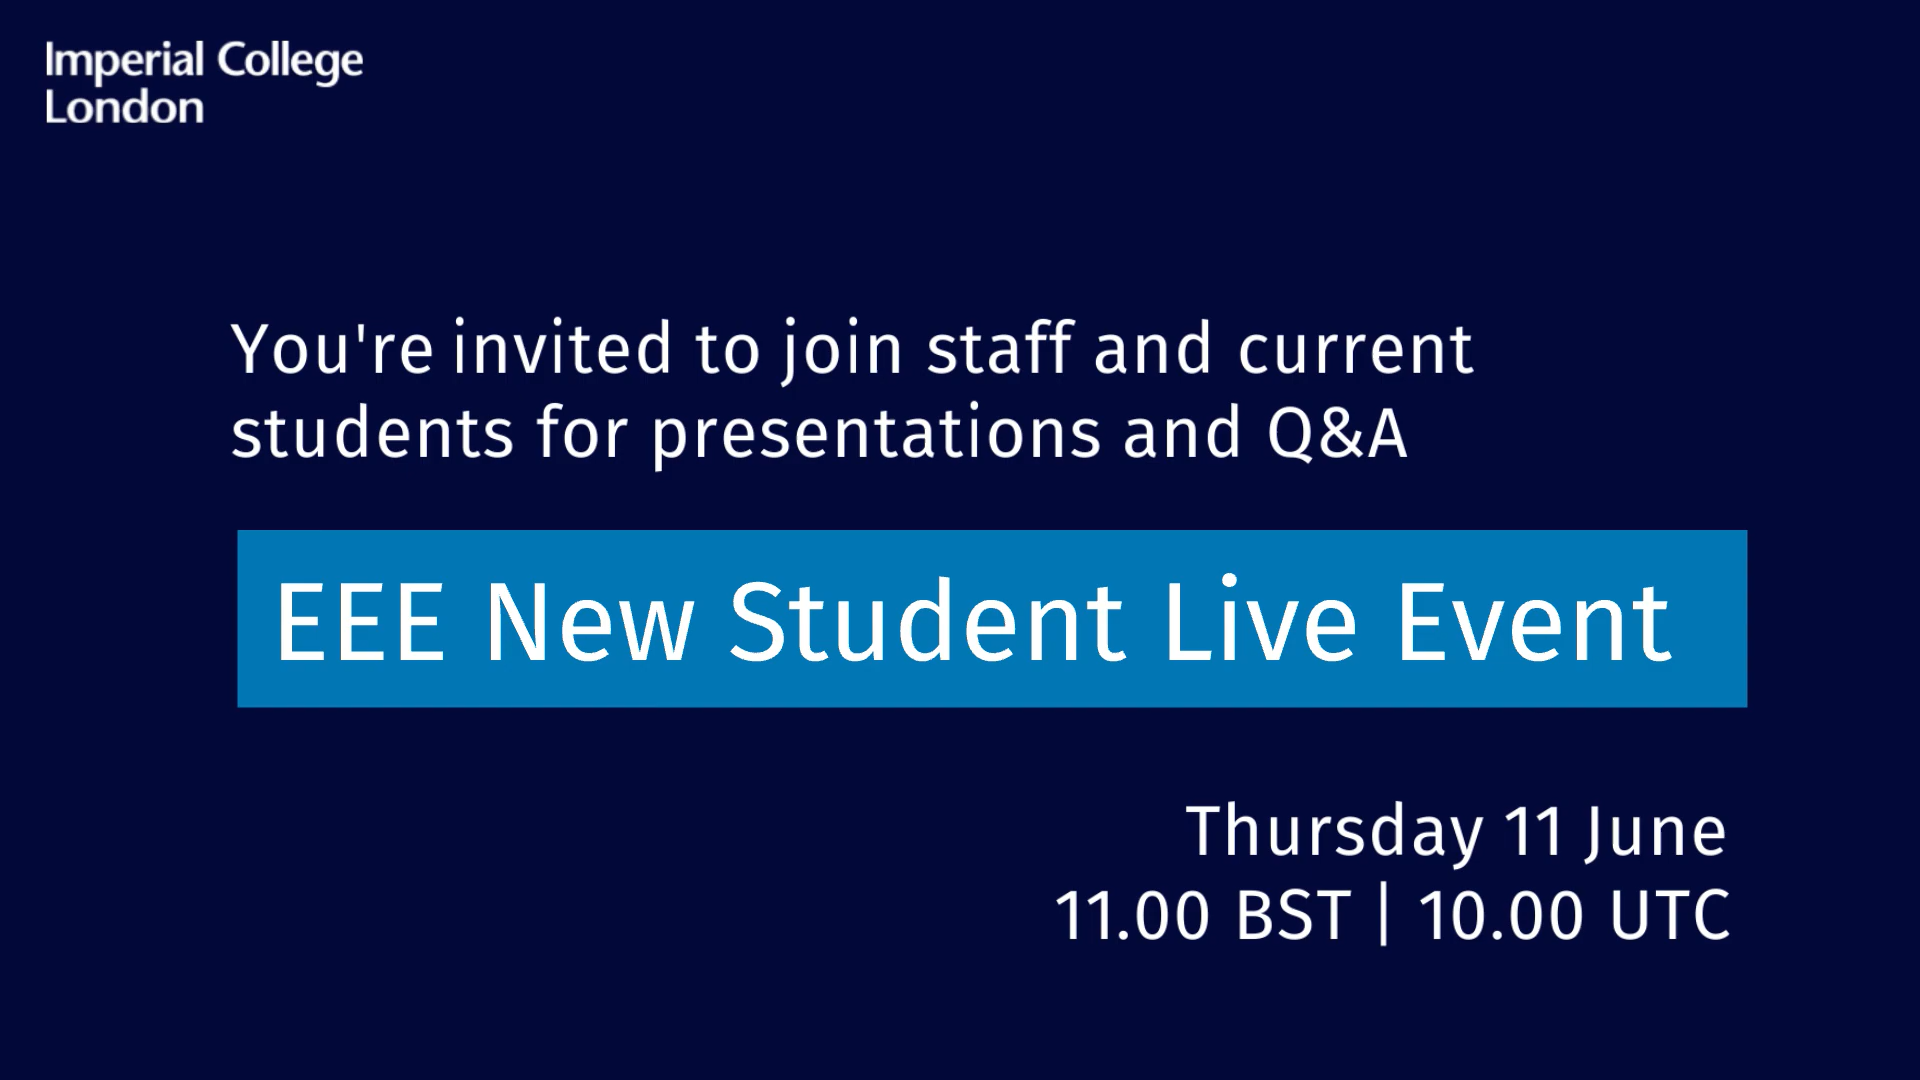 Imperial College
London
You're invited to join staff and current
students for presentations and Q&A
EEE New Student Live Event
Thursday 11 June
11.00 BST | 10.00 UTC